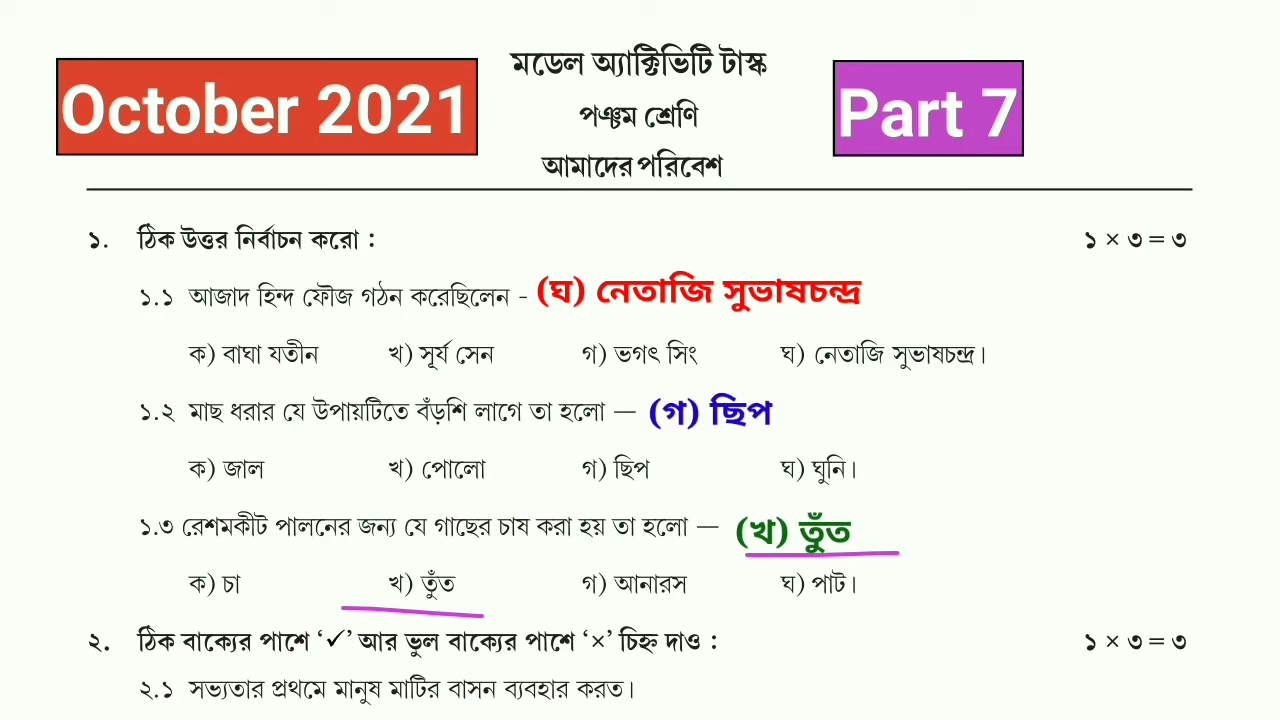 মডেল অ্যাক্টিভিটি টাস্ক
October 2021
পঞ্চম শ্রেণি
Part 7
আমাদের পরিবেশ
১. ঠিক উত্তর নির্বাচন করো : ১ × ৩ = ৩
১.১ আজাদ হিন্দ ফৌজ গঠন করেছিলেন - (ঘ) নেতাজি সুভাষচন্দ্র
ক) বাঘা যতীন খ) সূর্য সেন গ) ভগৎ সিং ঘ) নেতাজি সুভাষচন্দ্র।
১.২ মাছ ধরার যে উপায়টিতে বঁড়শি লাগে তা হলো — (গ) ছিপ
ক) জাল খ) পোলো গ) ছিপ ঘ) ঘুনি।
১.৩ রেশমকীট পালনের জন্য যে গাছের চাষ করা হয় তা হলো — (খ) তুঁত
ক) চা খ) তুঁত গ) আনারস ঘ) পাট।
২. ঠিক বাক্যের পাশে ‘✓’ আর ভুল বাক্যের পাশে ‘×’ চিহ্ন দাও : ১ × ৩ = ৩
২.১ সভ্যতার প্রথমে মানুষ মাটির বাসন ব্যবহার করত।